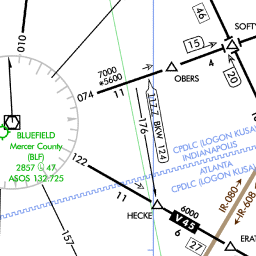 46
SOFTY
010
15
4
20
7000
*5600
OBERS
074
11
117.2 BKW 124
176
BLUEFIELD
Mercer County
(BLF)
2857 L 47
ASOS 132.725
122
CPDLC (LOGON KUSA)
INDIANAPOLIS
ATLANTA
CPDLC (LOGON KUSA)
11
IR-080
IR-608
HECKE
6000
V45
6
27
ERAT
157